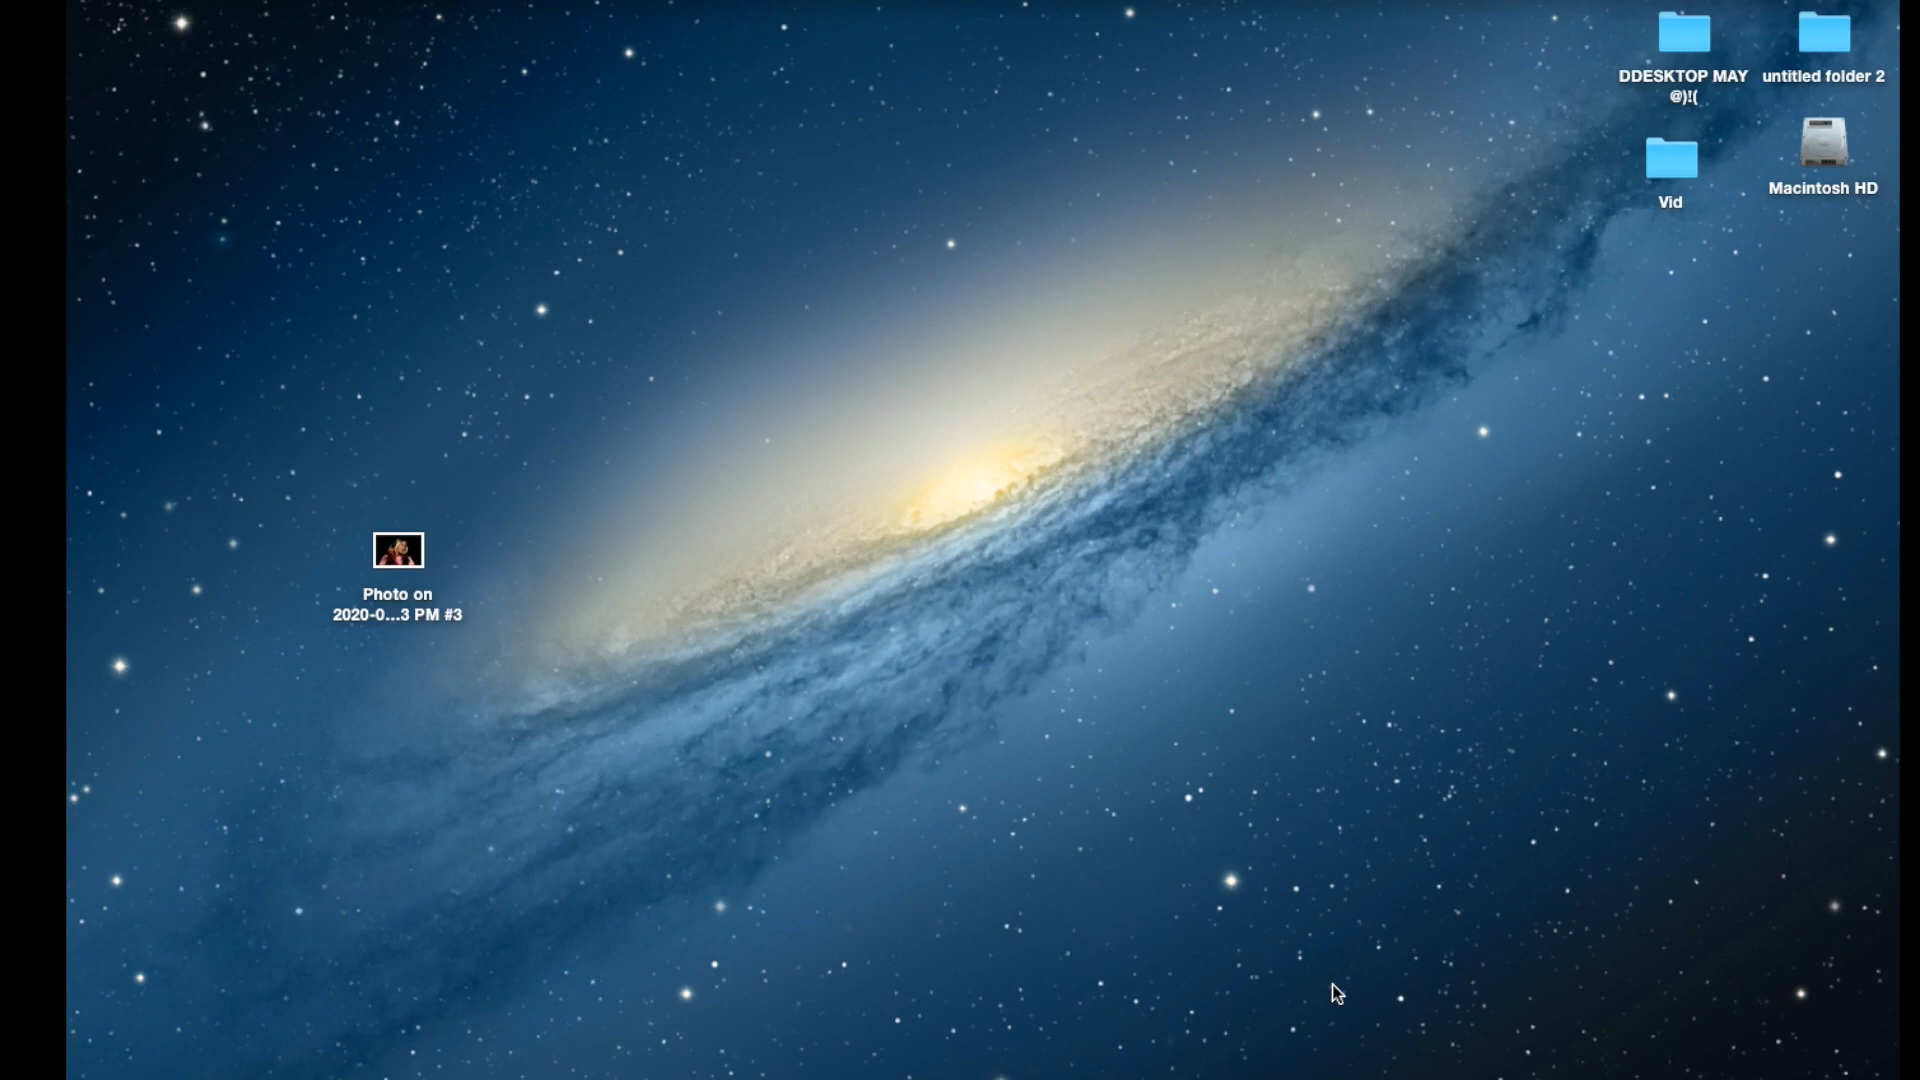 DDESKTOP MAY
@)!(
untitled folder 2
Vid
Macintosh HD
Photo on
2020-0...3 PM #3